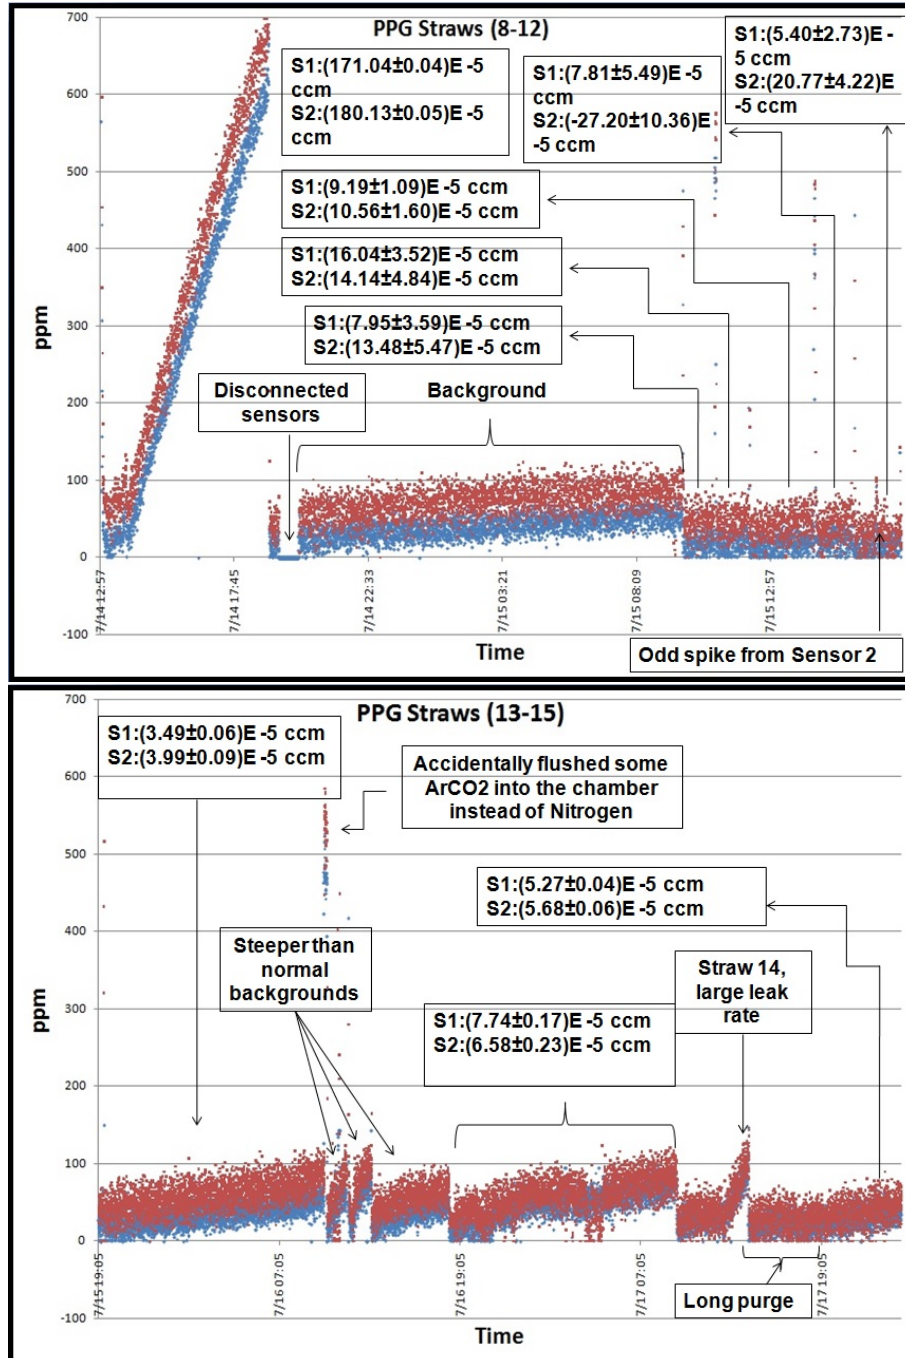 PPG Straws (8-12)
700
600
500
400
300
200
100
0
-100
ppm
S1:(171.04±0.04)E -5
ccm
S2:(180.13±0.05)E -5
ccm
S1:(7.81±5.49)E -5
ccm
S2:(-27.20±10.36)E
-5 ccm
S1:(5.40±2.73)E -
5 ccm
S2:(20.77±4.22)E
-5 ccm
S1:(9.19±1.09)E -5 ccm
S2:(10.56±1.60)E -5 ccm
S1:(16.04±3.52)E -5 ccm
S2:(14.14±4.84)E -5 ccm
S1:(7.95±3.59)E -5 ccm
S2:(13.48±5.47)E -5 ccm
Disconnected
sensors
Background
7/14 12:57
7/14 17:45
7/14 22:33
7/15 03:21
7/15 08:09
7/15 12:57
Time
Odd spike from Sensor 2
PPG Straws (13-15)
700
600
500
400
300
200
100
0
-100
ppm
S1:(3.49±0.06)E -5 ccm
S2:(3.99±0.09)E -5 ccm
Accidentally flushed some
ArCO2 into the chamber
instead of Nitrogen
S1:(5.27±0.04)E -5 ccm
S2:(5.68±0.06)E -5 ccm
Steeper than
normal
backgrounds
Straw 14,
large leak
rate
S1:(7.74±0.17)E -5 ccm
S2:(6.58±0.23)E -5 ccm
7/15 19:05
7/16 07:05
7/16 19:05
7/17 07:05
7/17 19:05
Long purge
Time